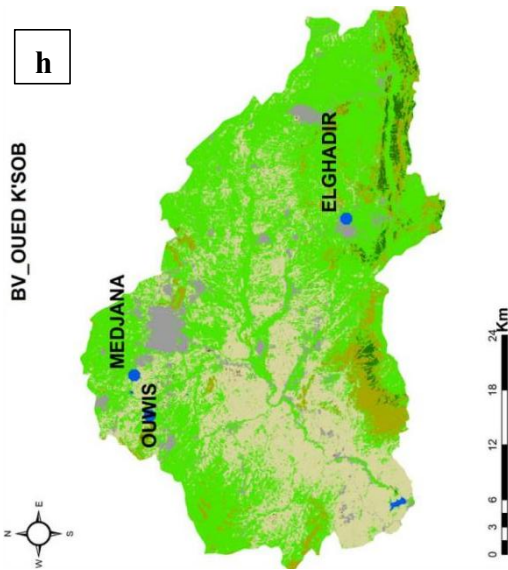 h
BV_OUED K'SOB
MEDJANA
OUWIS
ELGHADIR
N
W E
S
0 3 6 12 18 24
Km